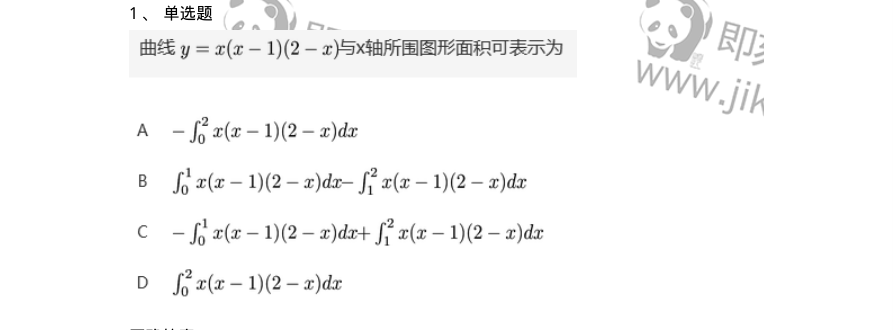 1、 单选题
曲线 y = x(x − 1)(2 − x)与x轴所围图形面积可表示为
A −∫₀² x(x − 1)(2 − x)dx
B ∫₀¹ x(x − 1)(2 − x)dx− ∫₁² x(x − 1)(2 − x)dx
C −∫₀¹ x(x − 1)(2 − x)dx+ ∫₁² x(x − 1)(2 − x)dx
D ∫₀² x(x − 1)(2 − x)dx
www.jik